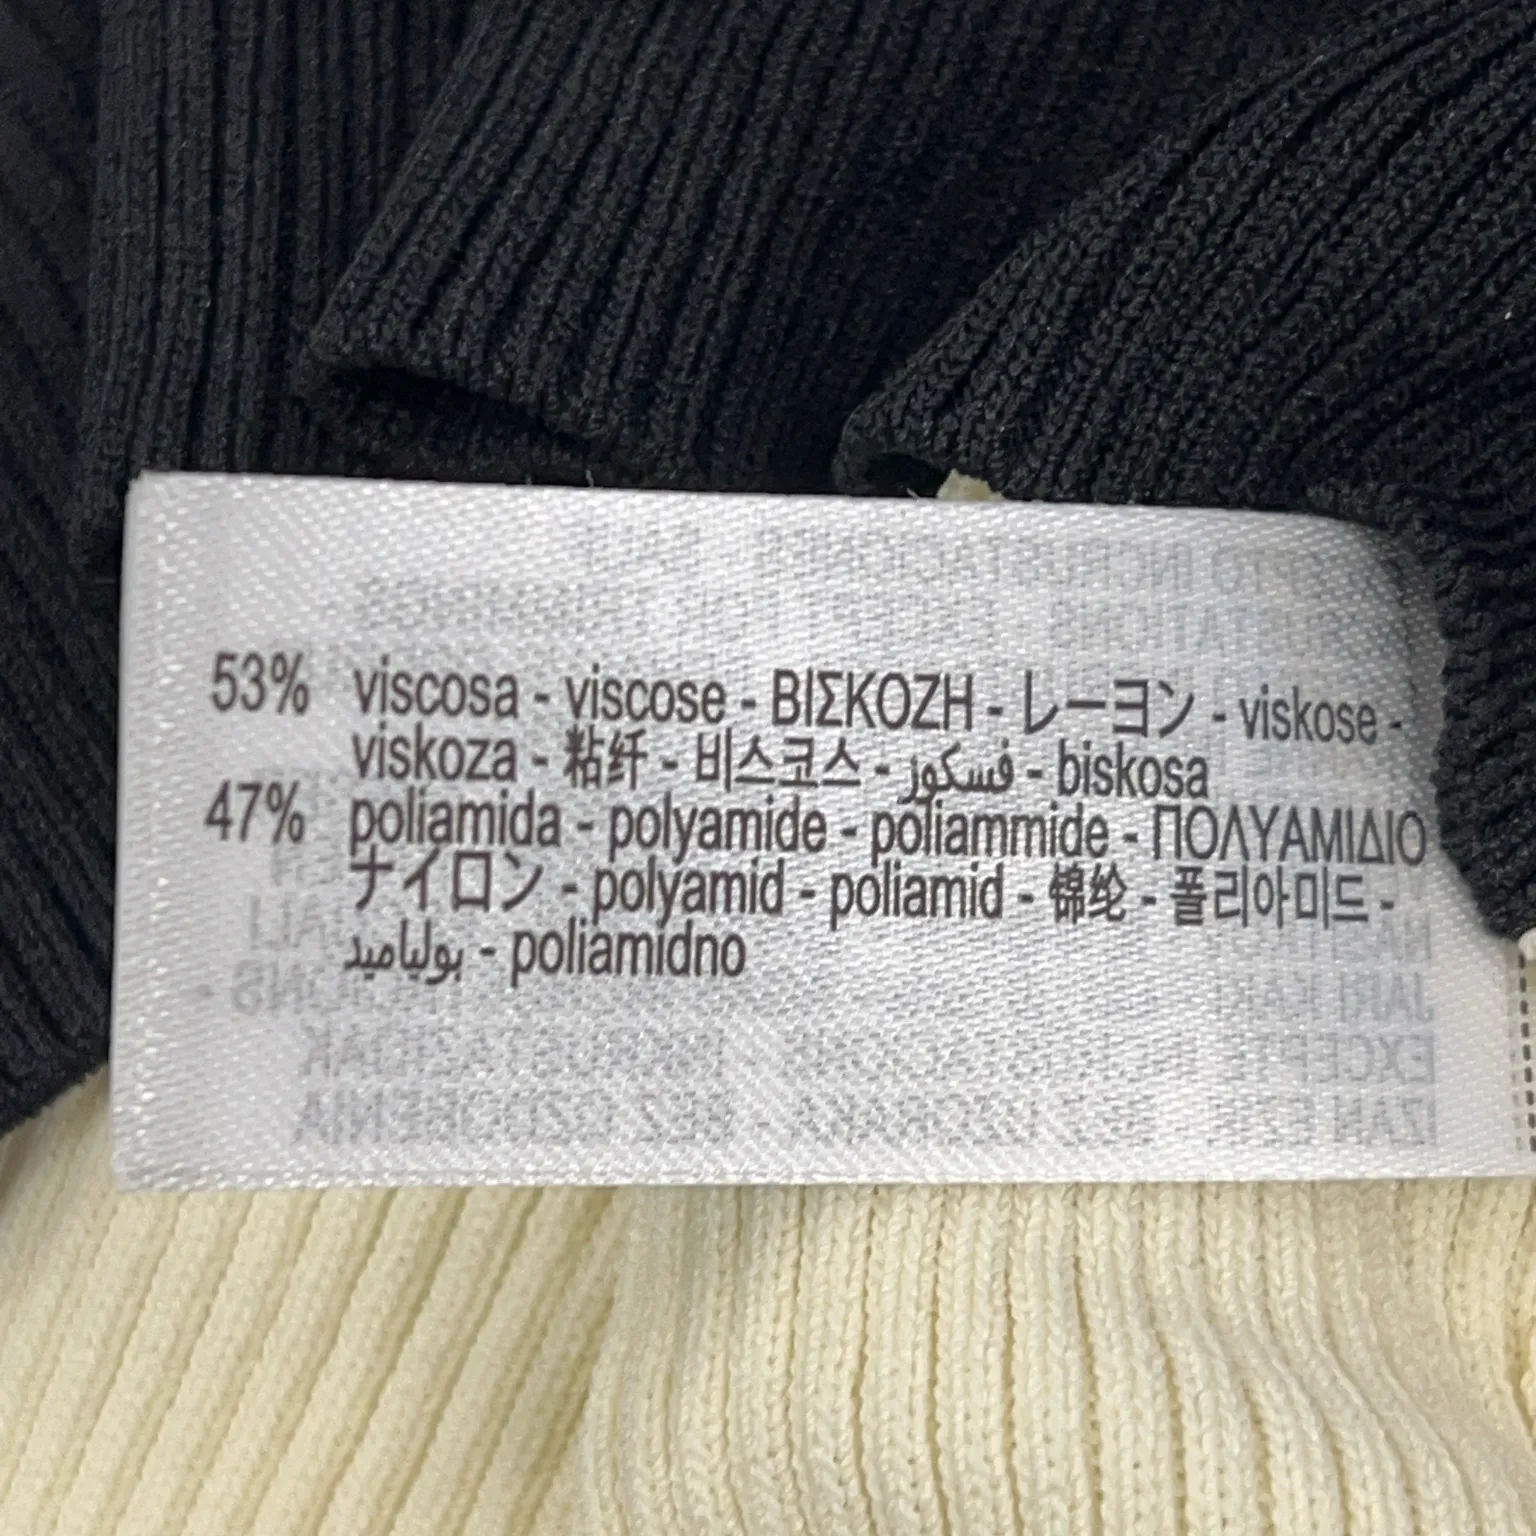 53% viscosa - viscose - ΒΙΣΚΟΖΗ - レーヨン - viskose -
viskoza - 粘纤 - 비스코스 - فسكوز - biskosa
47% poliamida - polyamide - poliammide - ΠΟΛΥΑΜΙΔΙΟ
ナイロン - polyamid - poliamid - 锦纶 - 폴리아미드 -
بولياميد - poliamidno